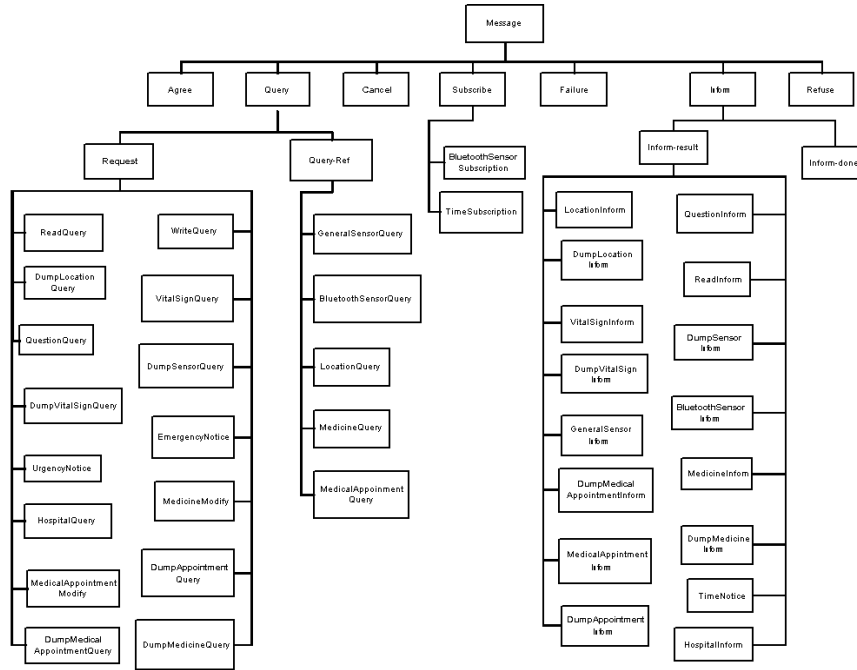 Message
Agree
Query
Cancel
Subscribe
Failure
Inform
Refuse
Request
Query-Ref
BluetoothSensor
Subscription
TimeSubscription
Inform-result
Inform-done
ReadQuery
WriteQuery
DumpLocation
Query
VitalSignQuery
QuestionQuery
DumpSensorQuery
DumpVitalSignQuery
EmergencyNotice
UrgencyNotice
MedicineModify
HospitalQuery
DumpAppointment
Query
MedicalAppointment
Modify
DumpMedical
AppointmentQuery
DumpMedicineQuery
GeneralSensorQuery
BluetoothSensorQuery
LocationQuery
MedicineQuery
MedicalAppoinment
Query
LocationInform
QuestionInform
DumpLocation
Inform
ReadInform
VitalSignInform
DumpSensor
Inform
DumpVitalSign
Inform
BluetoothSensor
Inform
GeneralSensor
Inform
MedicineInform
DumpMedical
AppointmentInform
DumpMedicine
Inform
MedicalAppintment
Inform
TimeNotice
DumpAppointment
Inform
HospitalInform